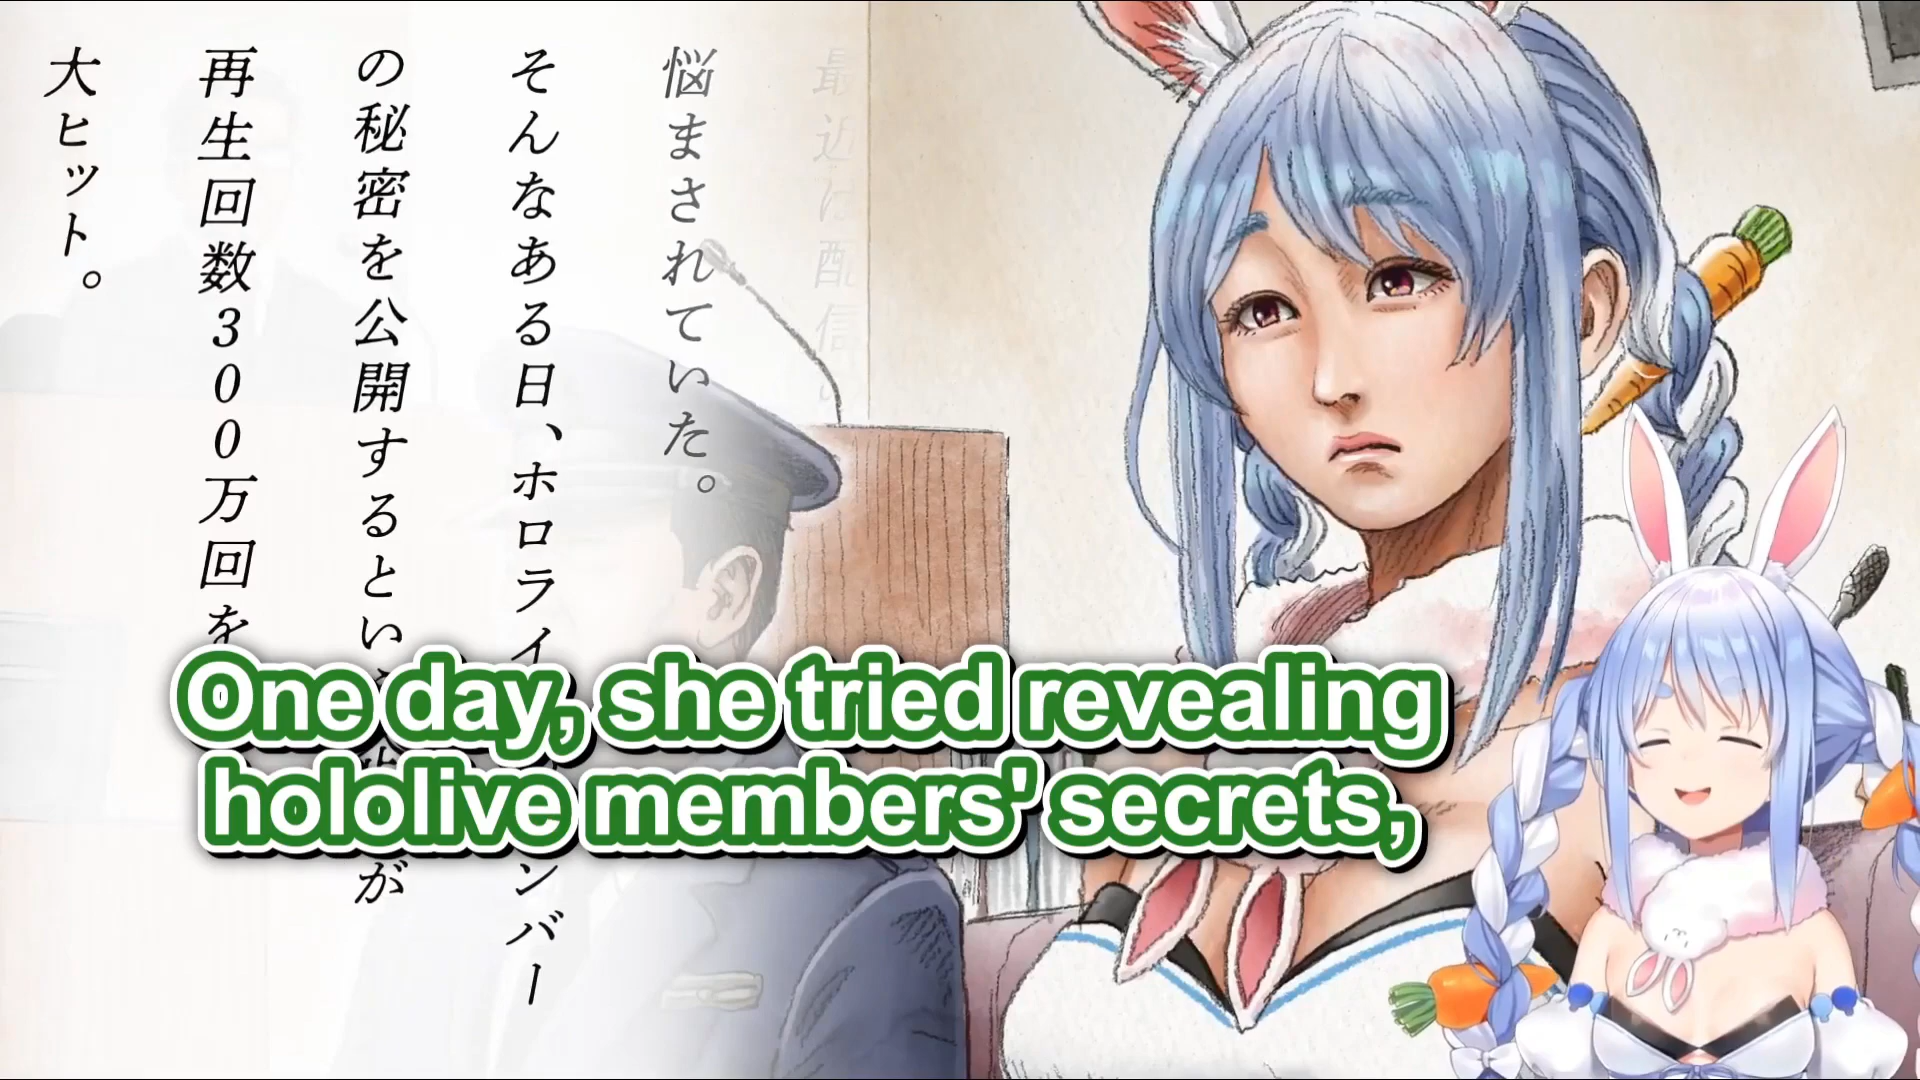 最近は配信
悩まされていた。
そんなある日、ホロラインバー
の秘密を公開するといが
再生回数300万回を
大ヒット。
One day, she tried revealing
hololive members' secrets,